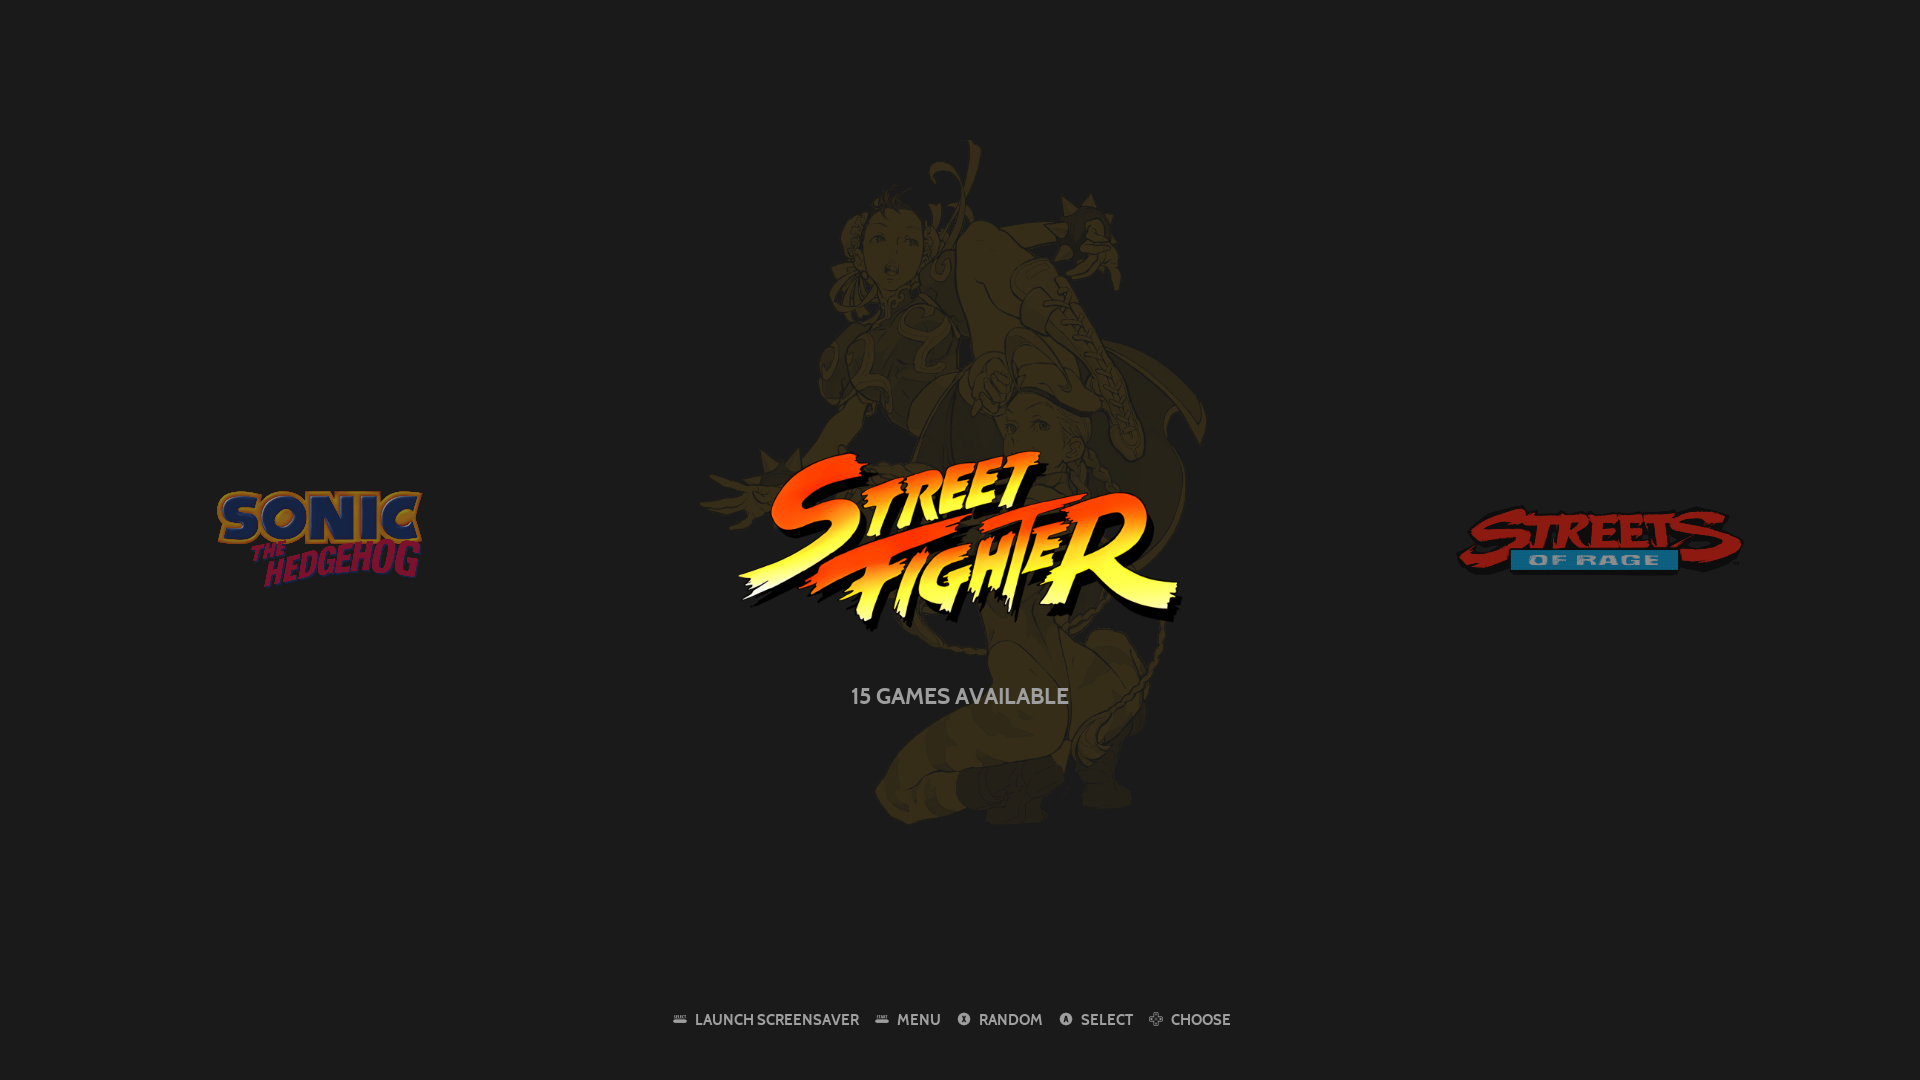 SONIC
THE
HEDGEHOG
STREET
FIGHTER
STREETS
OF RAGE
15 GAMES AVAILABLE
SELECT LAUNCH SCREENSAVER START MENU X RANDOM A SELECT CHOOSE